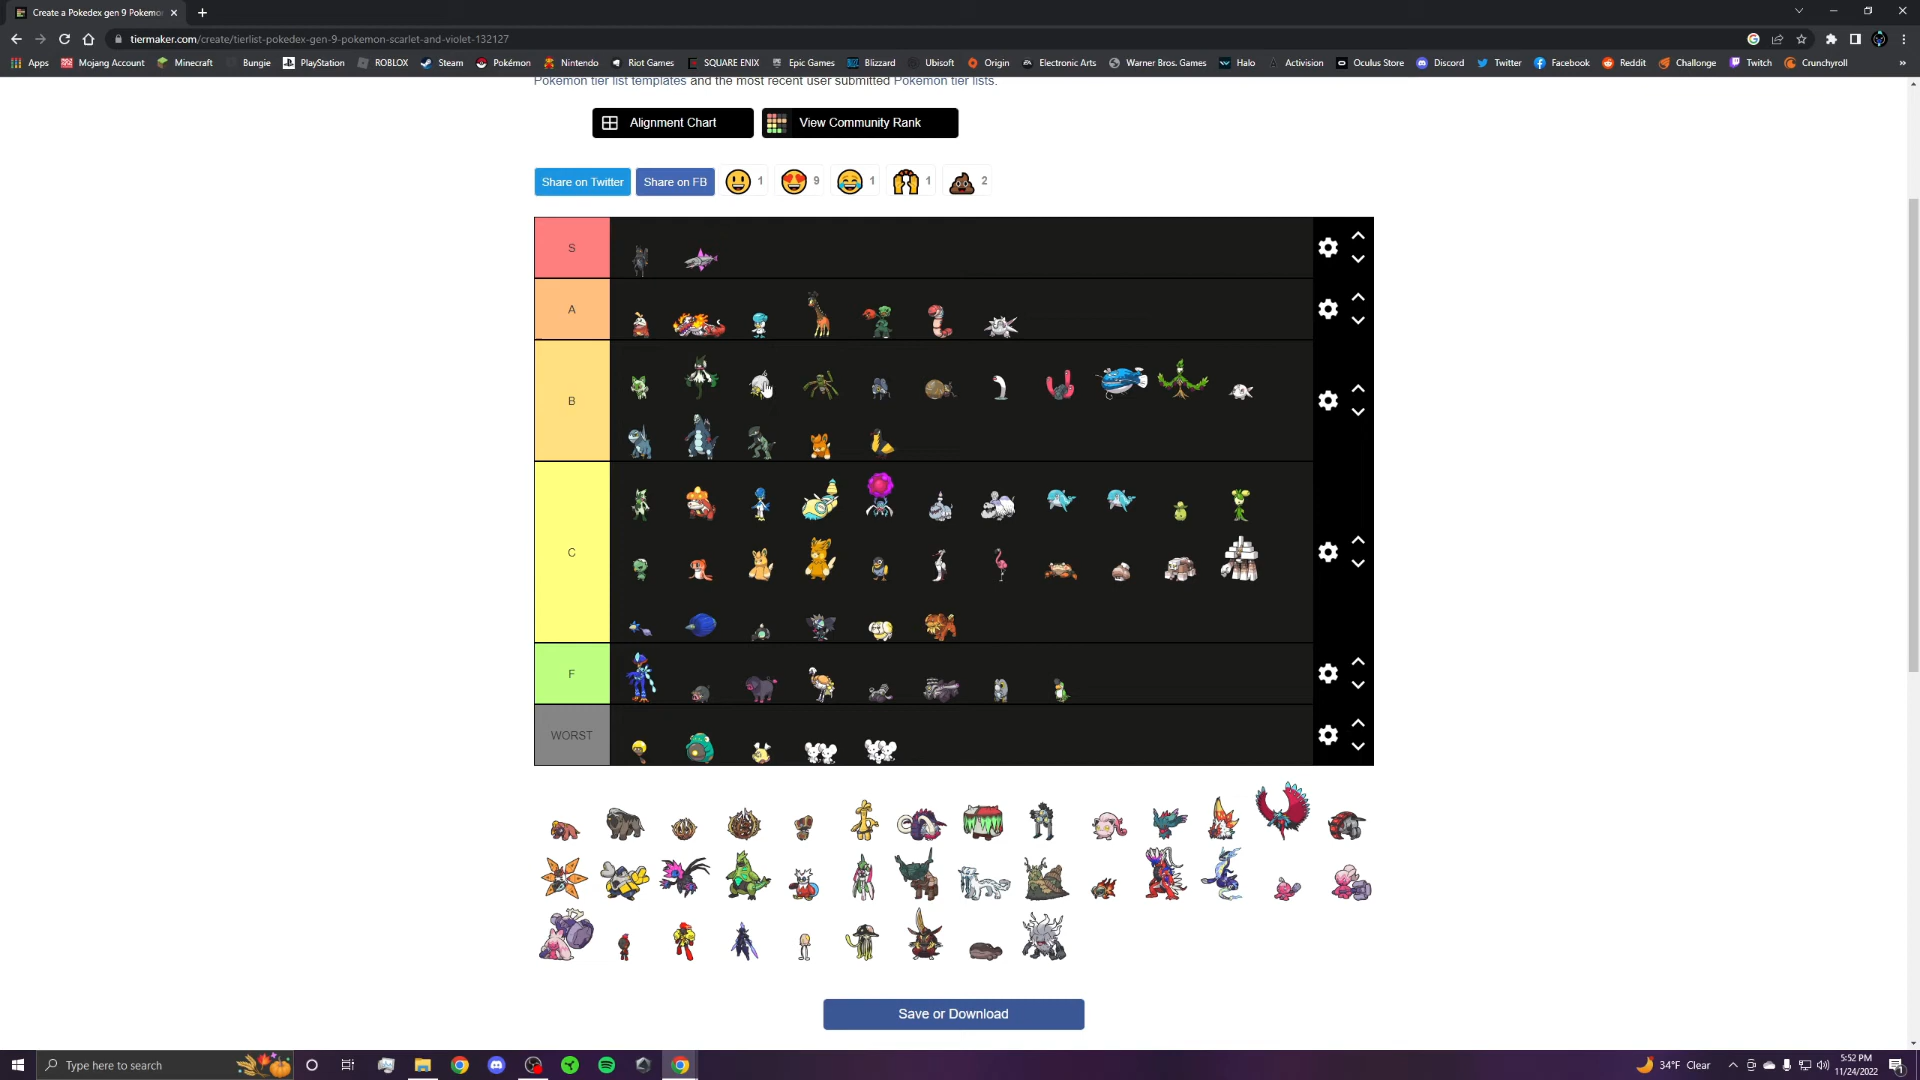 Create a Pokedex gen 9 Pokemo
tiermaker.com/create/tierlist-pokedex-gen-9-pokemon-scarlet-and-violet-132127
Apps Mojang Account Minecraft Bungie PlayStation ROBLOX Steam Pokémon Nintendo Riot Games SQUARE ENIX Epic Games Blizzard Ubisoft Origin Electronic Arts Warner Bros. Games Halo Activision Oculus Store Discord Twitter Facebook Reddit Challonge Twitch Crunchyroll »
Pokemon tier list templates and the most recent user submitted Pokemon tier lists.
Alignment Chart View Community Rank
Share on Twitter Share on FB 1 9 1 1 2
S
A
B
C
F
WORST
Save or Download
Type here to search
34°F Clear
5:52 PM
11/24/2022
1